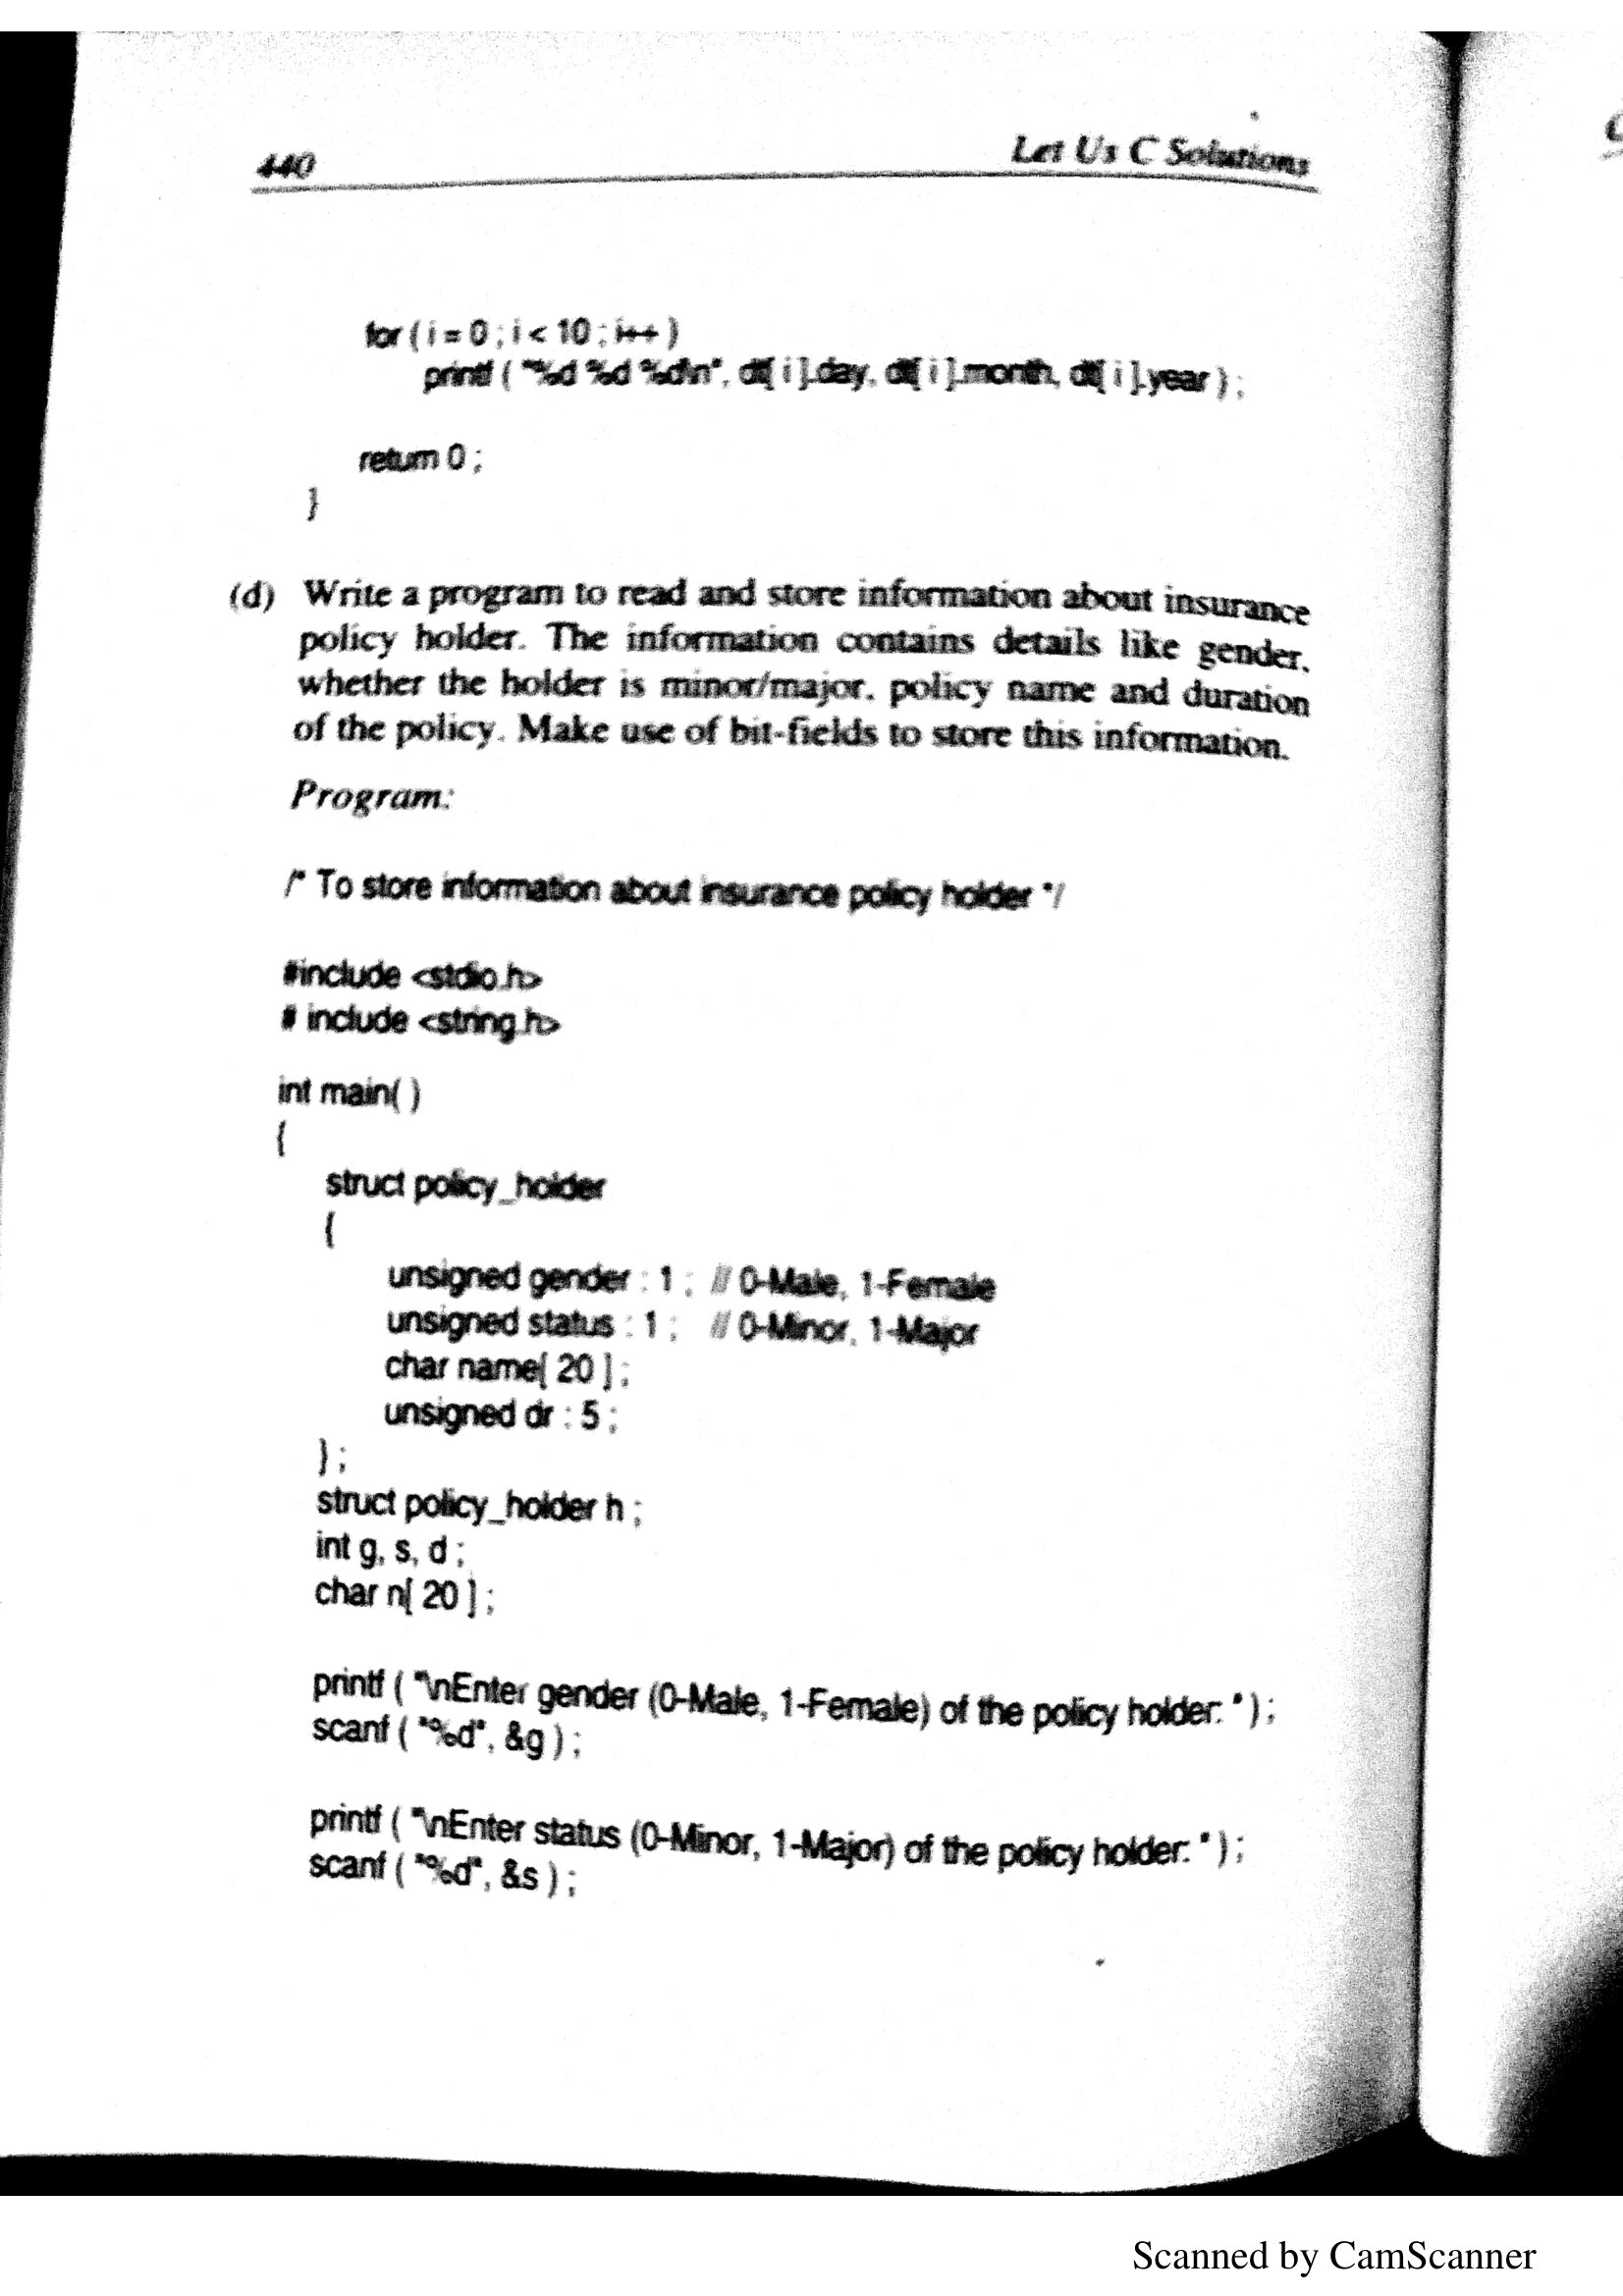 440
Let Us C Solutions
for ( i = 0 ; i < 10 ; i++ )
printf ( "%d %d %d\n", dt[ i ].day, dt[ i ].month, dt[ i ].year ) ;
return 0 ;
}
(d) Write a program to read and store information about insurance
policy holder. The information contains details like gender,
whether the holder is minor/major, policy name and duration
of the policy. Make use of bit-fields to store this information.
Program:
/* To store information about insurance policy holder */
#include <stdio.h>
# include <string.h>
int main( )
{
struct policy_holder
{
unsigned gender : 1 ; // 0-Male, 1-Female
unsigned status : 1 ; // 0-Minor, 1-Major
char name[ 20 ] ;
unsigned dr : 5 ;
} ;
struct policy_holder h ;
int g, s, d ;
char n[ 20 ] ;
printf ( "\nEnter gender (0-Male, 1-Female) of the policy holder: " ) ;
scanf ( "%d", &g ) ;
printf ( "\nEnter status (0-Minor, 1-Major) of the policy holder: " ) ;
scanf ( "%d", &s ) ;
Scanned by CamScanner